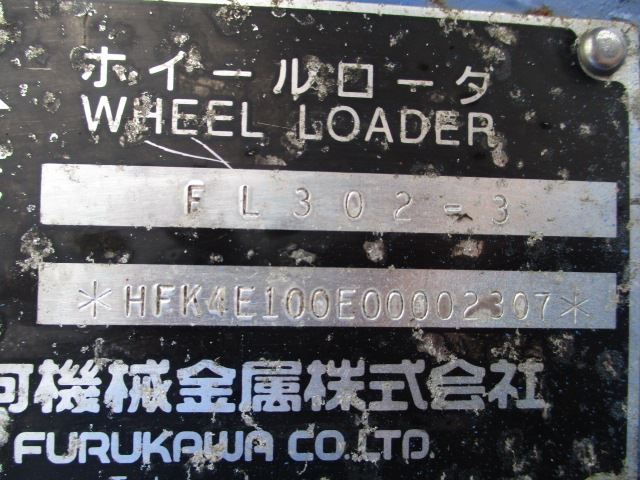 ホイールローダ
WHEEL LOADER
FL302-3
*HFK4E100E00002307*
河機械金属株式会社
FURUKAWA CO.LTD.